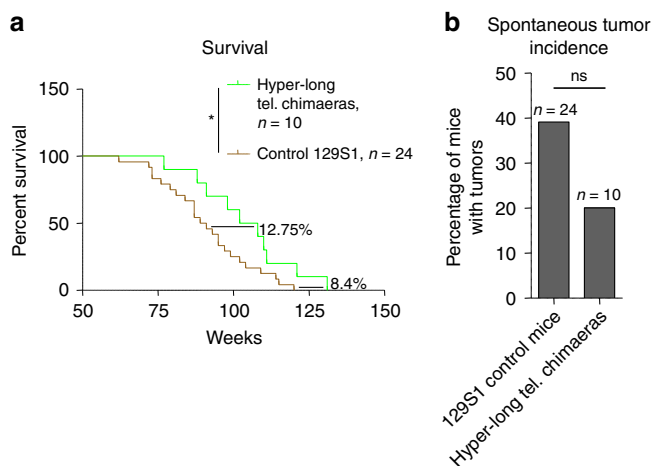 a
Survival
Percent survival
150
100
50
0
50
75
100
125
150
Weeks
Hyper-long
tel. chimaeras,
n = 10
*
Control 129S1, n = 24
12.75%
8.4%
b
Spontaneous tumor
incidence
Percentage of mice
with tumors
50
40
30
20
10
0
ns
n = 24
n = 10
129S1 control mice
Hyper-long tel. chimaeras